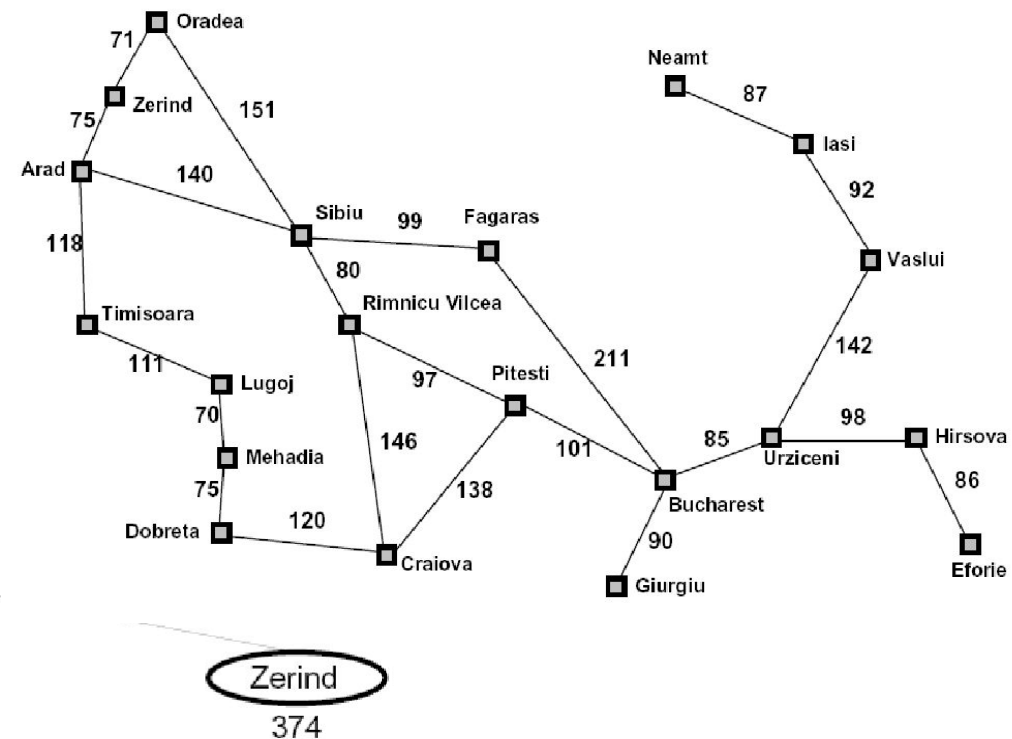 Oradea
71
Neamt
87
Zerind
151
75
Iasi
Arad
140
92
Sibiu
99
Fagaras
118
Vaslui
80
Rimnicu Vilcea
Timisoara
142
111
211
97
Pitesti
Lugoj
70
98
146
101
85
Hirsova
Mehadia
Urziceni
75
138
86
Bucharest
120
Dobreta
90
Craiova
Eforie
Giurgiu
Zerind
374